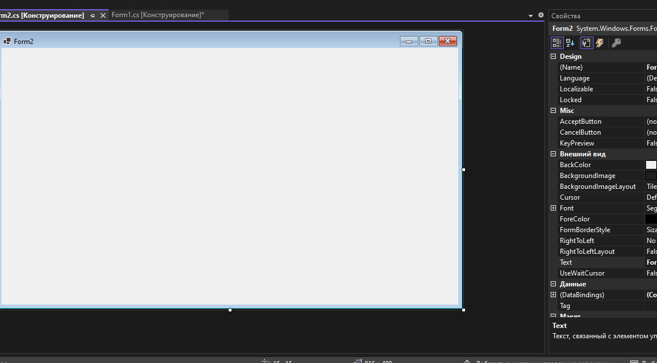 rm2.cs [Конструирование]
Form1.cs [Конструирование]*
Свойства
Form2 System.Windows.Forms.Fo
Form2
Design
(Name) For
Language (De
Localizable Fals
Locked Fals
Misc
AcceptButton (no
CancelButton (no
KeyPreview Fals
Внешний вид
BackColor
BackgroundImage
BackgroundImageLayout Tile
Cursor Def
Font Seg
ForeColor
FormBorderStyle Siza
RightToLeft No
RightToLeftLayout Fals
Text For
UseWaitCursor Fals
Данные
(DataBindings) (Co
Tag
Text
Текст, связанный с элементом уп